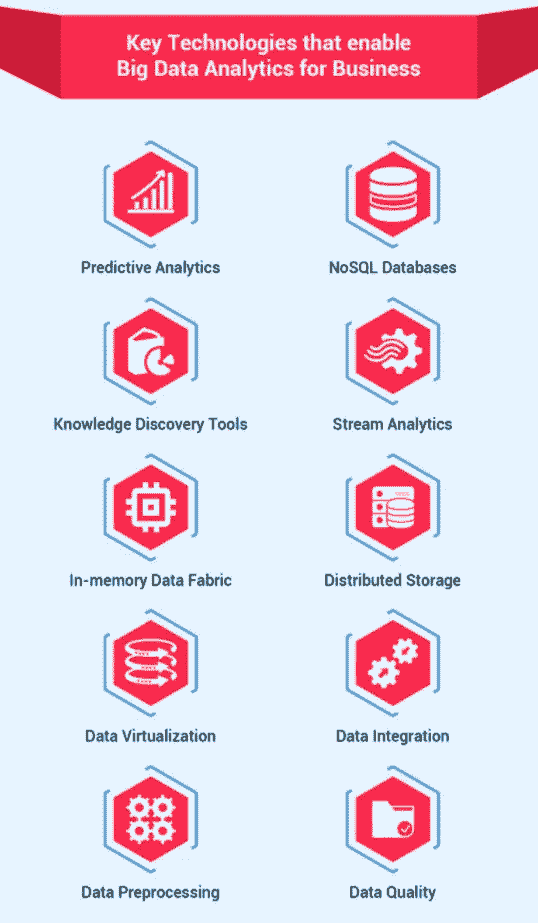 Key Technologies that enable
Big Data Analytics for Business
Predictive Analytics
NoSQL Databases
Knowledge Discovery Tools
Stream Analytics
In-memory Data Fabric
Distributed Storage
Data Virtualization
Data Integration
Data Preprocessing
Data Quality